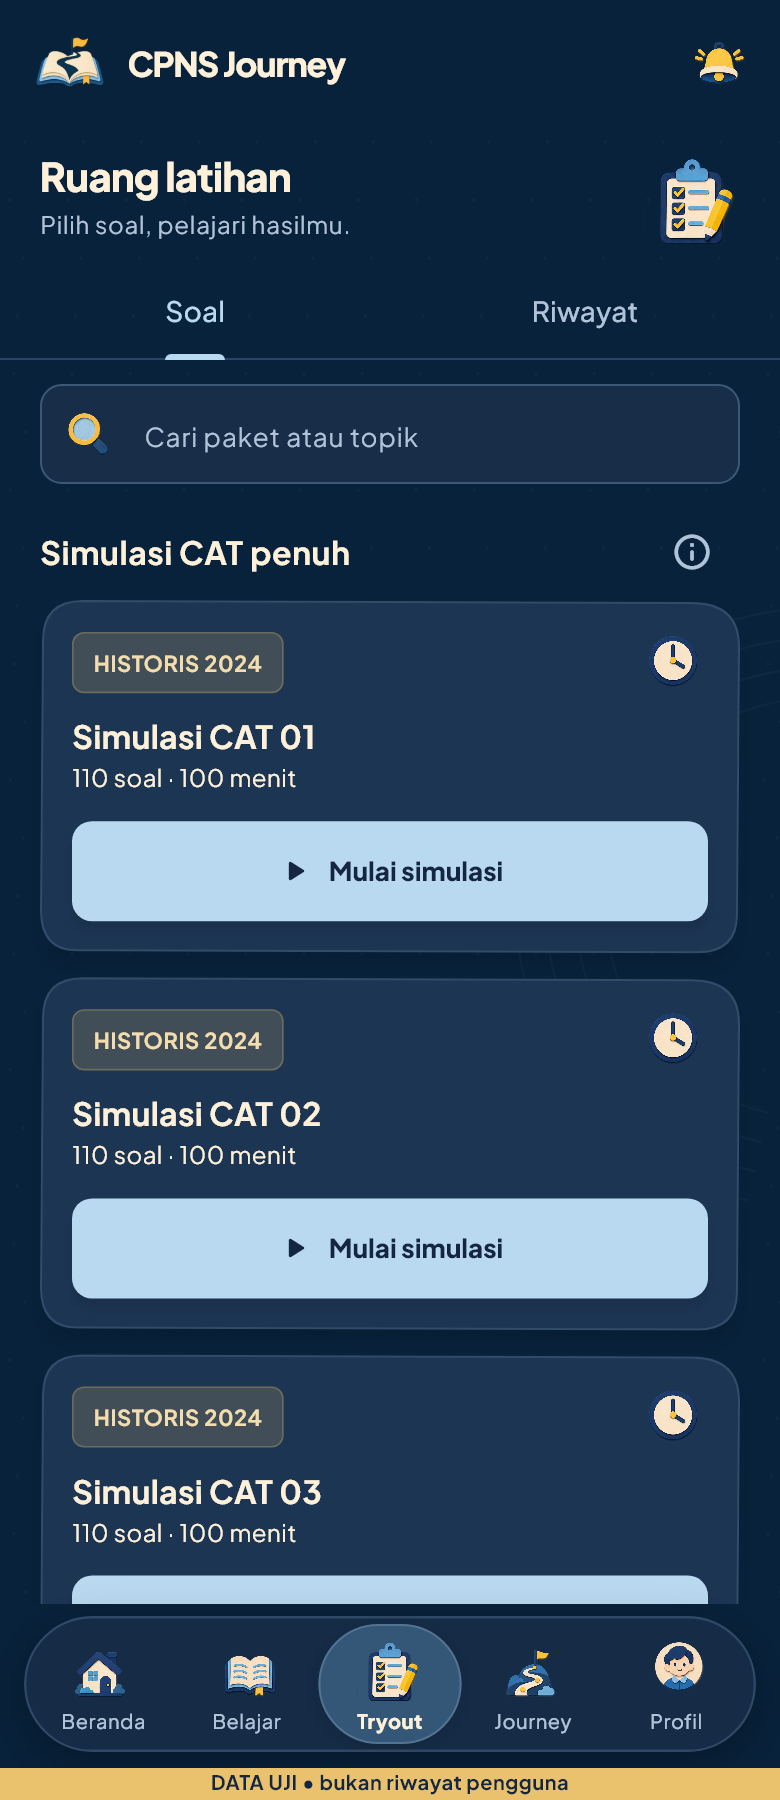 CPNS Journey
Ruang latihan
Pilih soal, pelajari hasilmu.
Soal
Riwayat
Cari paket atau topik
Simulasi CAT penuh
HISTORIS 2024
Simulasi CAT 01
110 soal · 100 menit
Mulai simulasi
HISTORIS 2024
Simulasi CAT 02
110 soal · 100 menit
Mulai simulasi
HISTORIS 2024
Simulasi CAT 03
110 soal · 100 menit
Beranda
Belajar
Tryout
Journey
Profil
DATA UJI • bukan riwayat pengguna